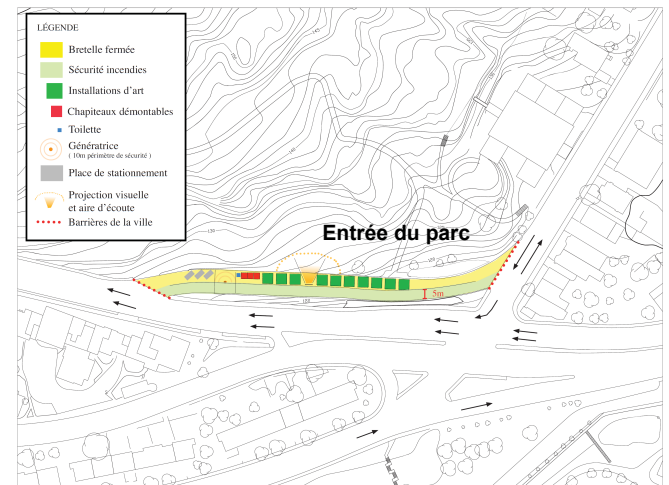 LÉGENDE
Bretelle fermée
Sécurité incendies
Installations d'art
Chapiteaux démontables
Toilette
Génératrice
( 10m périmètre de sécurité )
Place de stationnement
Projection visuelle
et aire d'écoute
Barrières de la ville
Entrée du parc
5m